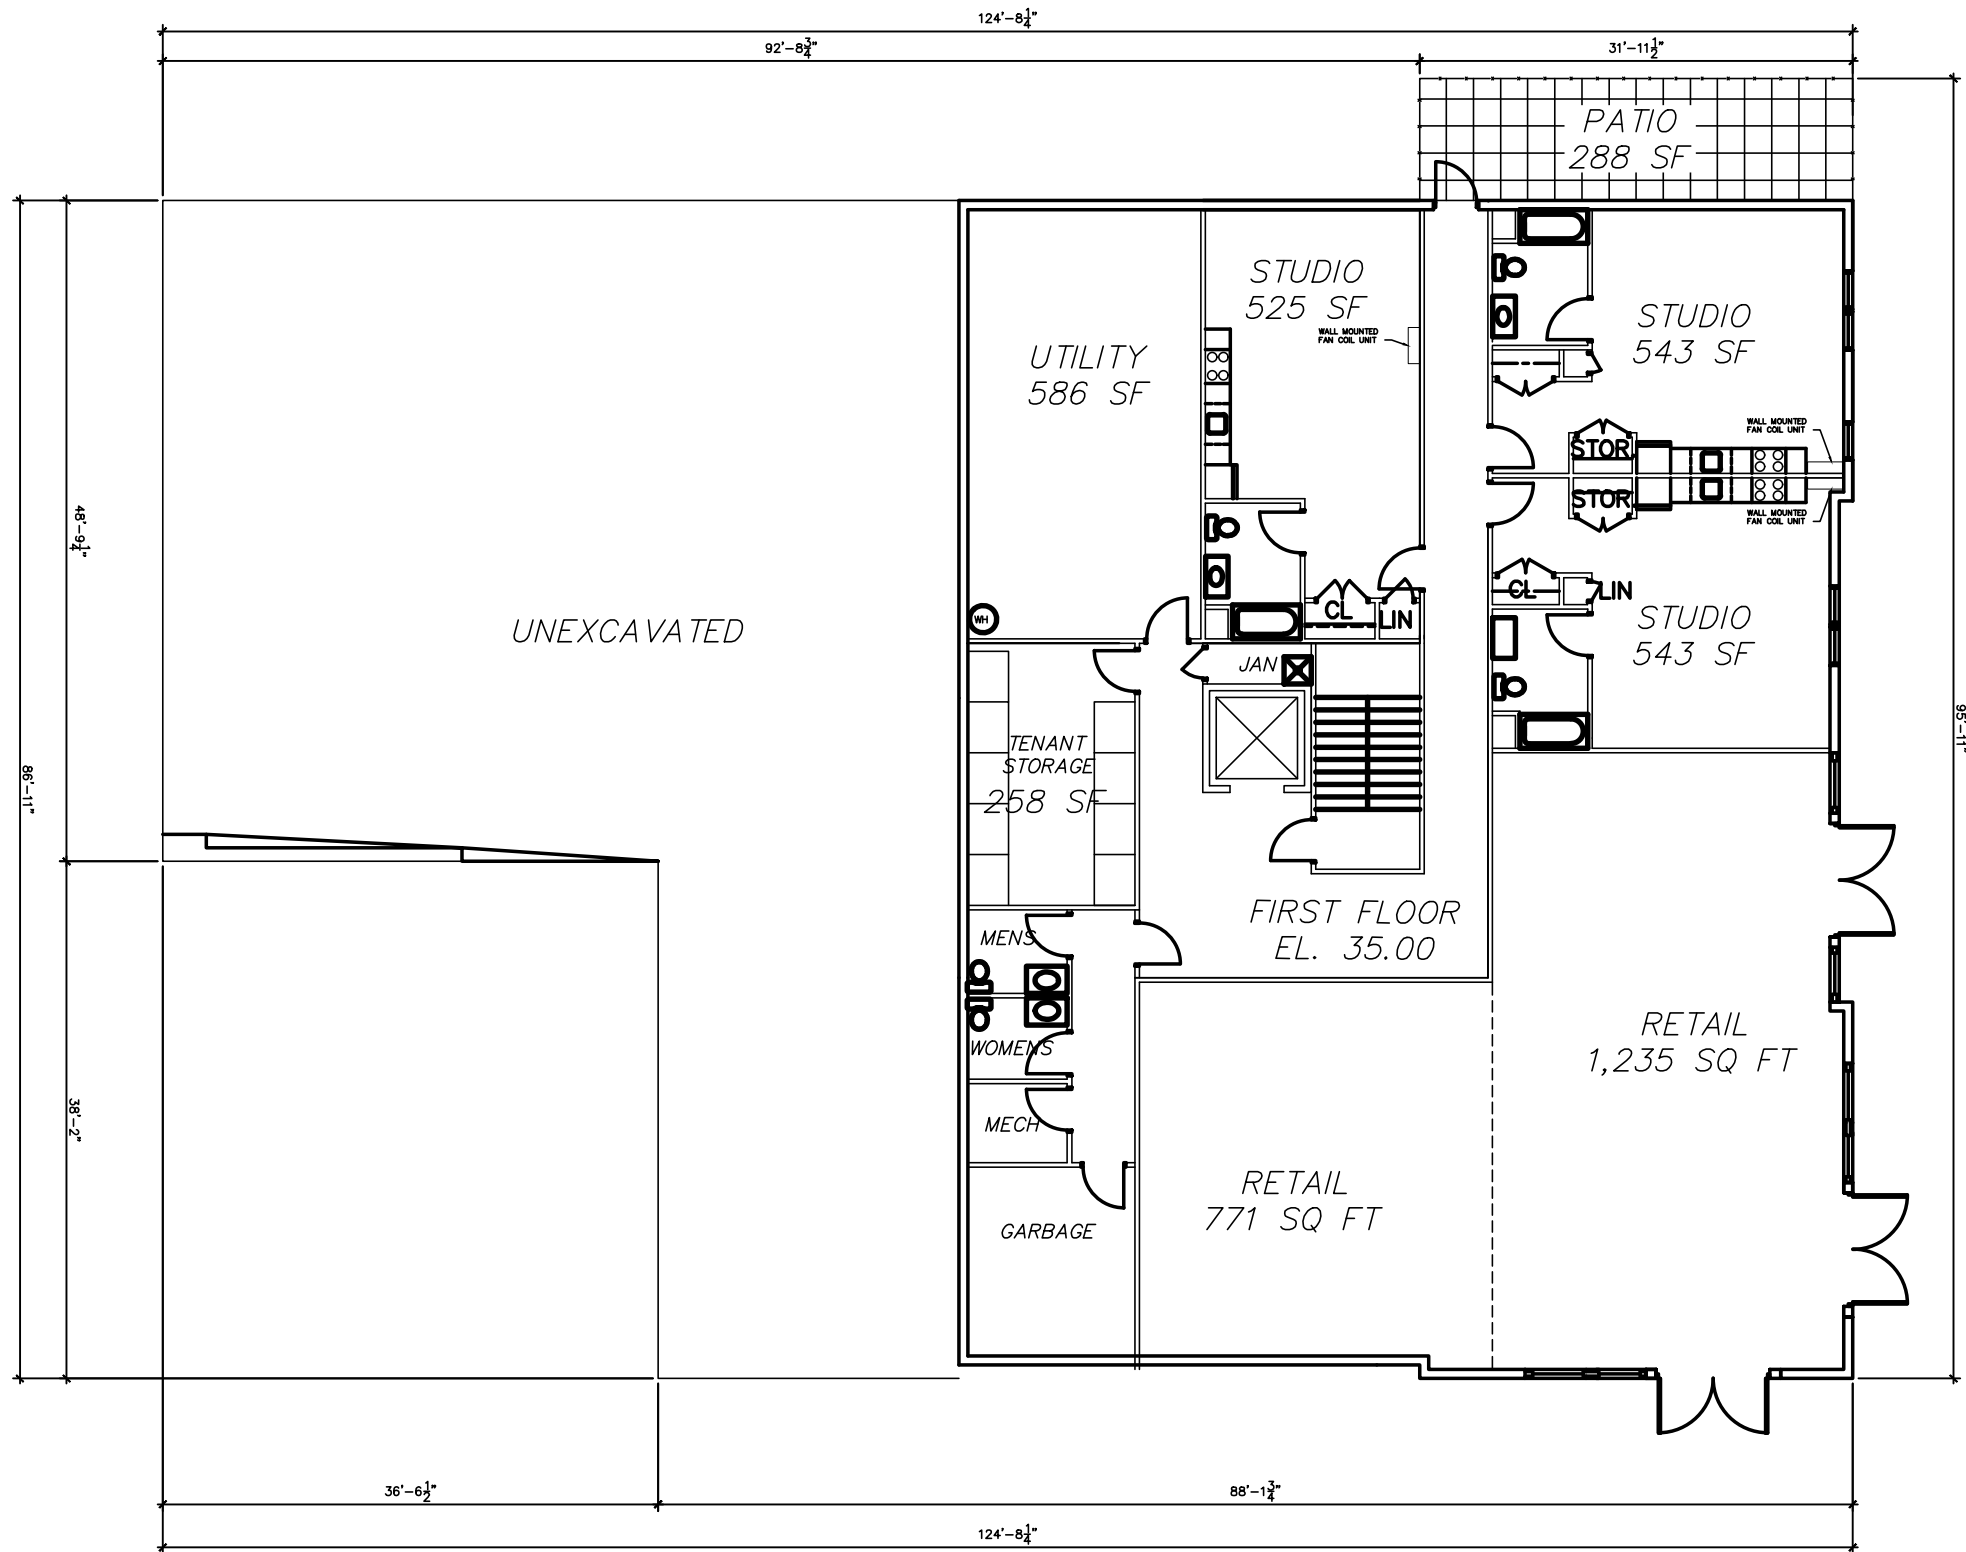 124'-8 1/4"
92'-8 3/4"
31'-11 1/2"
PATIO
288 SF
STUDIO
525 SF
WALL MOUNTED
FAN COIL UNIT
STUDIO
543 SF
UTILITY
586 SF
WALL MOUNTED
FAN COIL UNIT
STOR.
STOR.
WALL MOUNTED
FAN COIL UNIT
48'-9 1/4"
CL
LIN
CL
LIN
WH
UNEXCAVATED
STUDIO
543 SF
JAN
95'-11"
TENANT
STORAGE
258 SF
86'-11"
FIRST FLOOR
EL. 35.00
MENS
RETAIL
1,235 SQ FT
WOMENS
38'-2"
MECH
RETAIL
771 SQ FT
GARBAGE
36'-6 1/2"
88'-1 3/4"
124'-8 1/4"